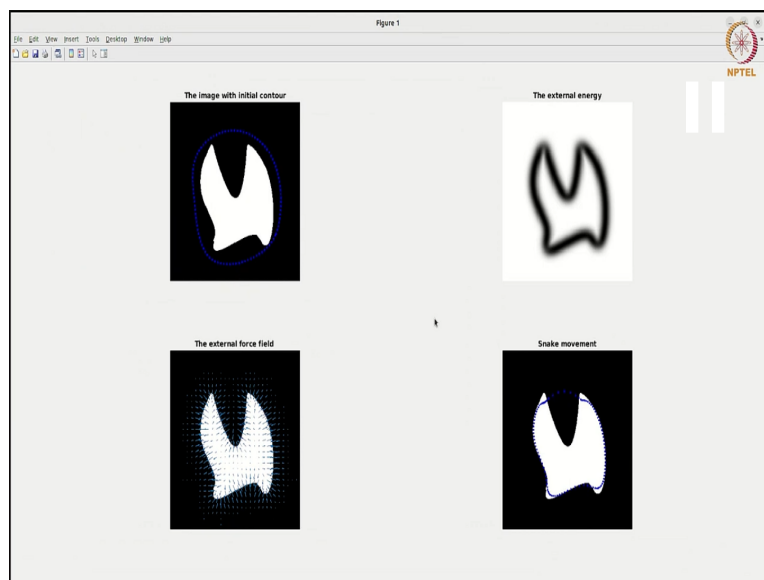 Figure 1
File Edit View Insert Tools Desktop Window Help
NPTEL
The image with initial contour
The external energy
The external force field
Snake movement